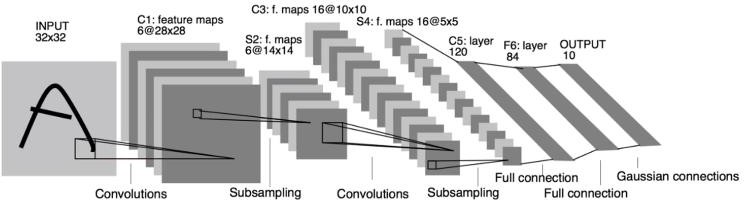 INPUT
32x32
C1: feature maps
6@28x28
S2: f. maps
6@14x14
C3: f. maps 16@10x10
S4: f. maps 16@5x5
C5: layer
120
F6: layer
84
OUTPUT
10
A
Convolutions
Subsampling
Convolutions
Subsampling
Full connection
Full connection
Gaussian connections